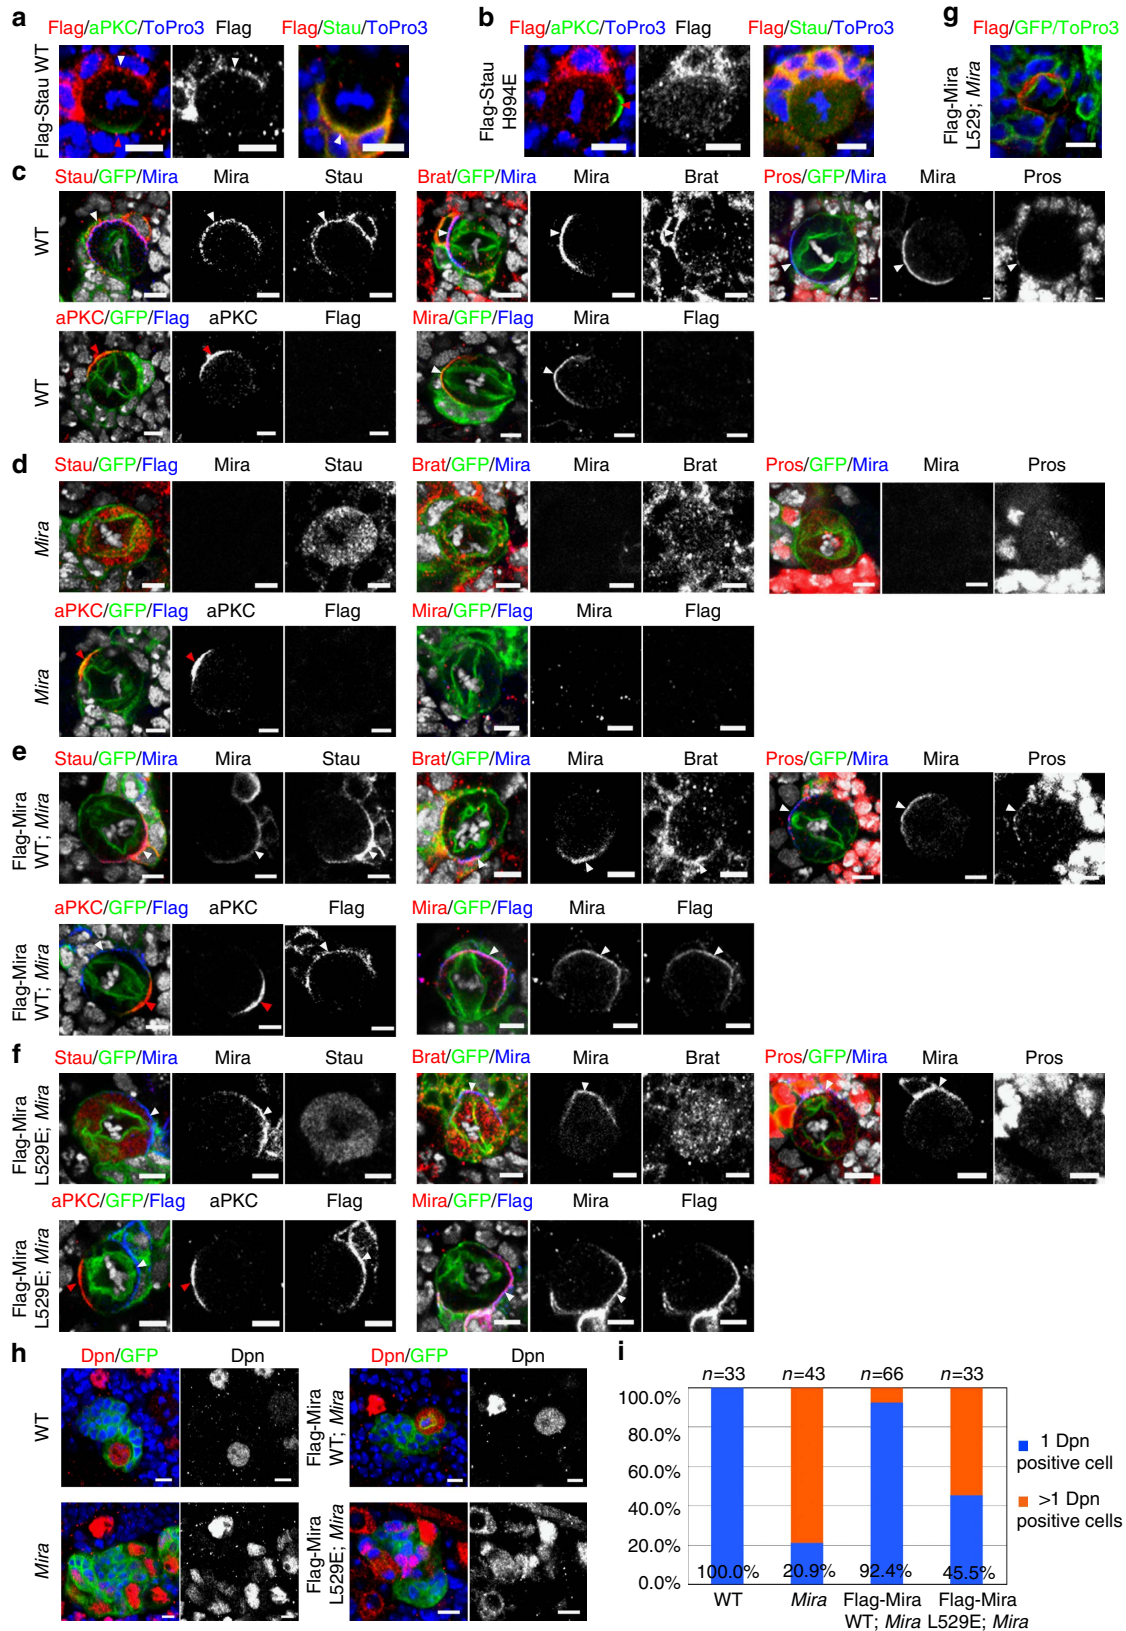 a
Flag/aPKC/ToPro3 Flag Flag/Stau/ToPro3
Flag-Stau WT
b
Flag/aPKC/ToPro3 Flag Flag/Stau/ToPro3
Flag-Stau
H994E
g
Flag/GFP/ToPro3
Flag-Mira
L529; Mira
c
Stau/GFP/Mira Mira Stau Brat/GFP/Mira Mira Brat Pros/GFP/Mira Mira Pros
WT
aPKC/GFP/Flag aPKC Flag Mira/GFP/Flag Mira Flag
WT
d
Stau/GFP/Flag Mira Stau Brat/GFP/Mira Mira Brat Pros/GFP/Mira Mira Pros
Mira
aPKC/GFP/Flag aPKC Flag Mira/GFP/Flag Mira Flag
Mira
e
Stau/GFP/Mira Mira Stau Brat/GFP/Mira Mira Brat Pros/GFP/Mira Mira Pros
Flag-Mira
WT; Mira
aPKC/GFP/Flag aPKC Flag Mira/GFP/Flag Mira Flag
Flag-Mira
WT; Mira
f
Stau/GFP/Mira Mira Stau Brat/GFP/Mira Mira Brat Pros/GFP/Mira Mira Pros
Flag-Mira
L529E; Mira
aPKC/GFP/Flag aPKC Flag Mira/GFP/Flag Mira Flag
Flag-Mira
L529E; Mira
h
Dpn/GFP Dpn Dpn/GFP Dpn
WT
Flag-Mira
WT; Mira
Mira
Flag-Mira
L529E; Mira
i
n=33 n=43 n=66 n=33
100.0%
80.0%
60.0%
40.0%
20.0%
0.0%
100.0% 20.9% 92.4% 45.5%
WT Mira Flag-Mira Flag-Mira
WT; Mira L529E; Mira
1 Dpn
positive cell
>1 Dpn
positive cells